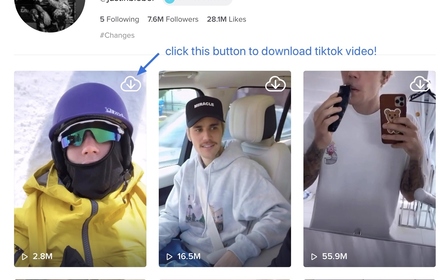 5 Following 7.6M Followers 28.1M Likes
#Changes
click this button to download tiktok video!
MIRACLE
2.8M
16.5M
55.9M